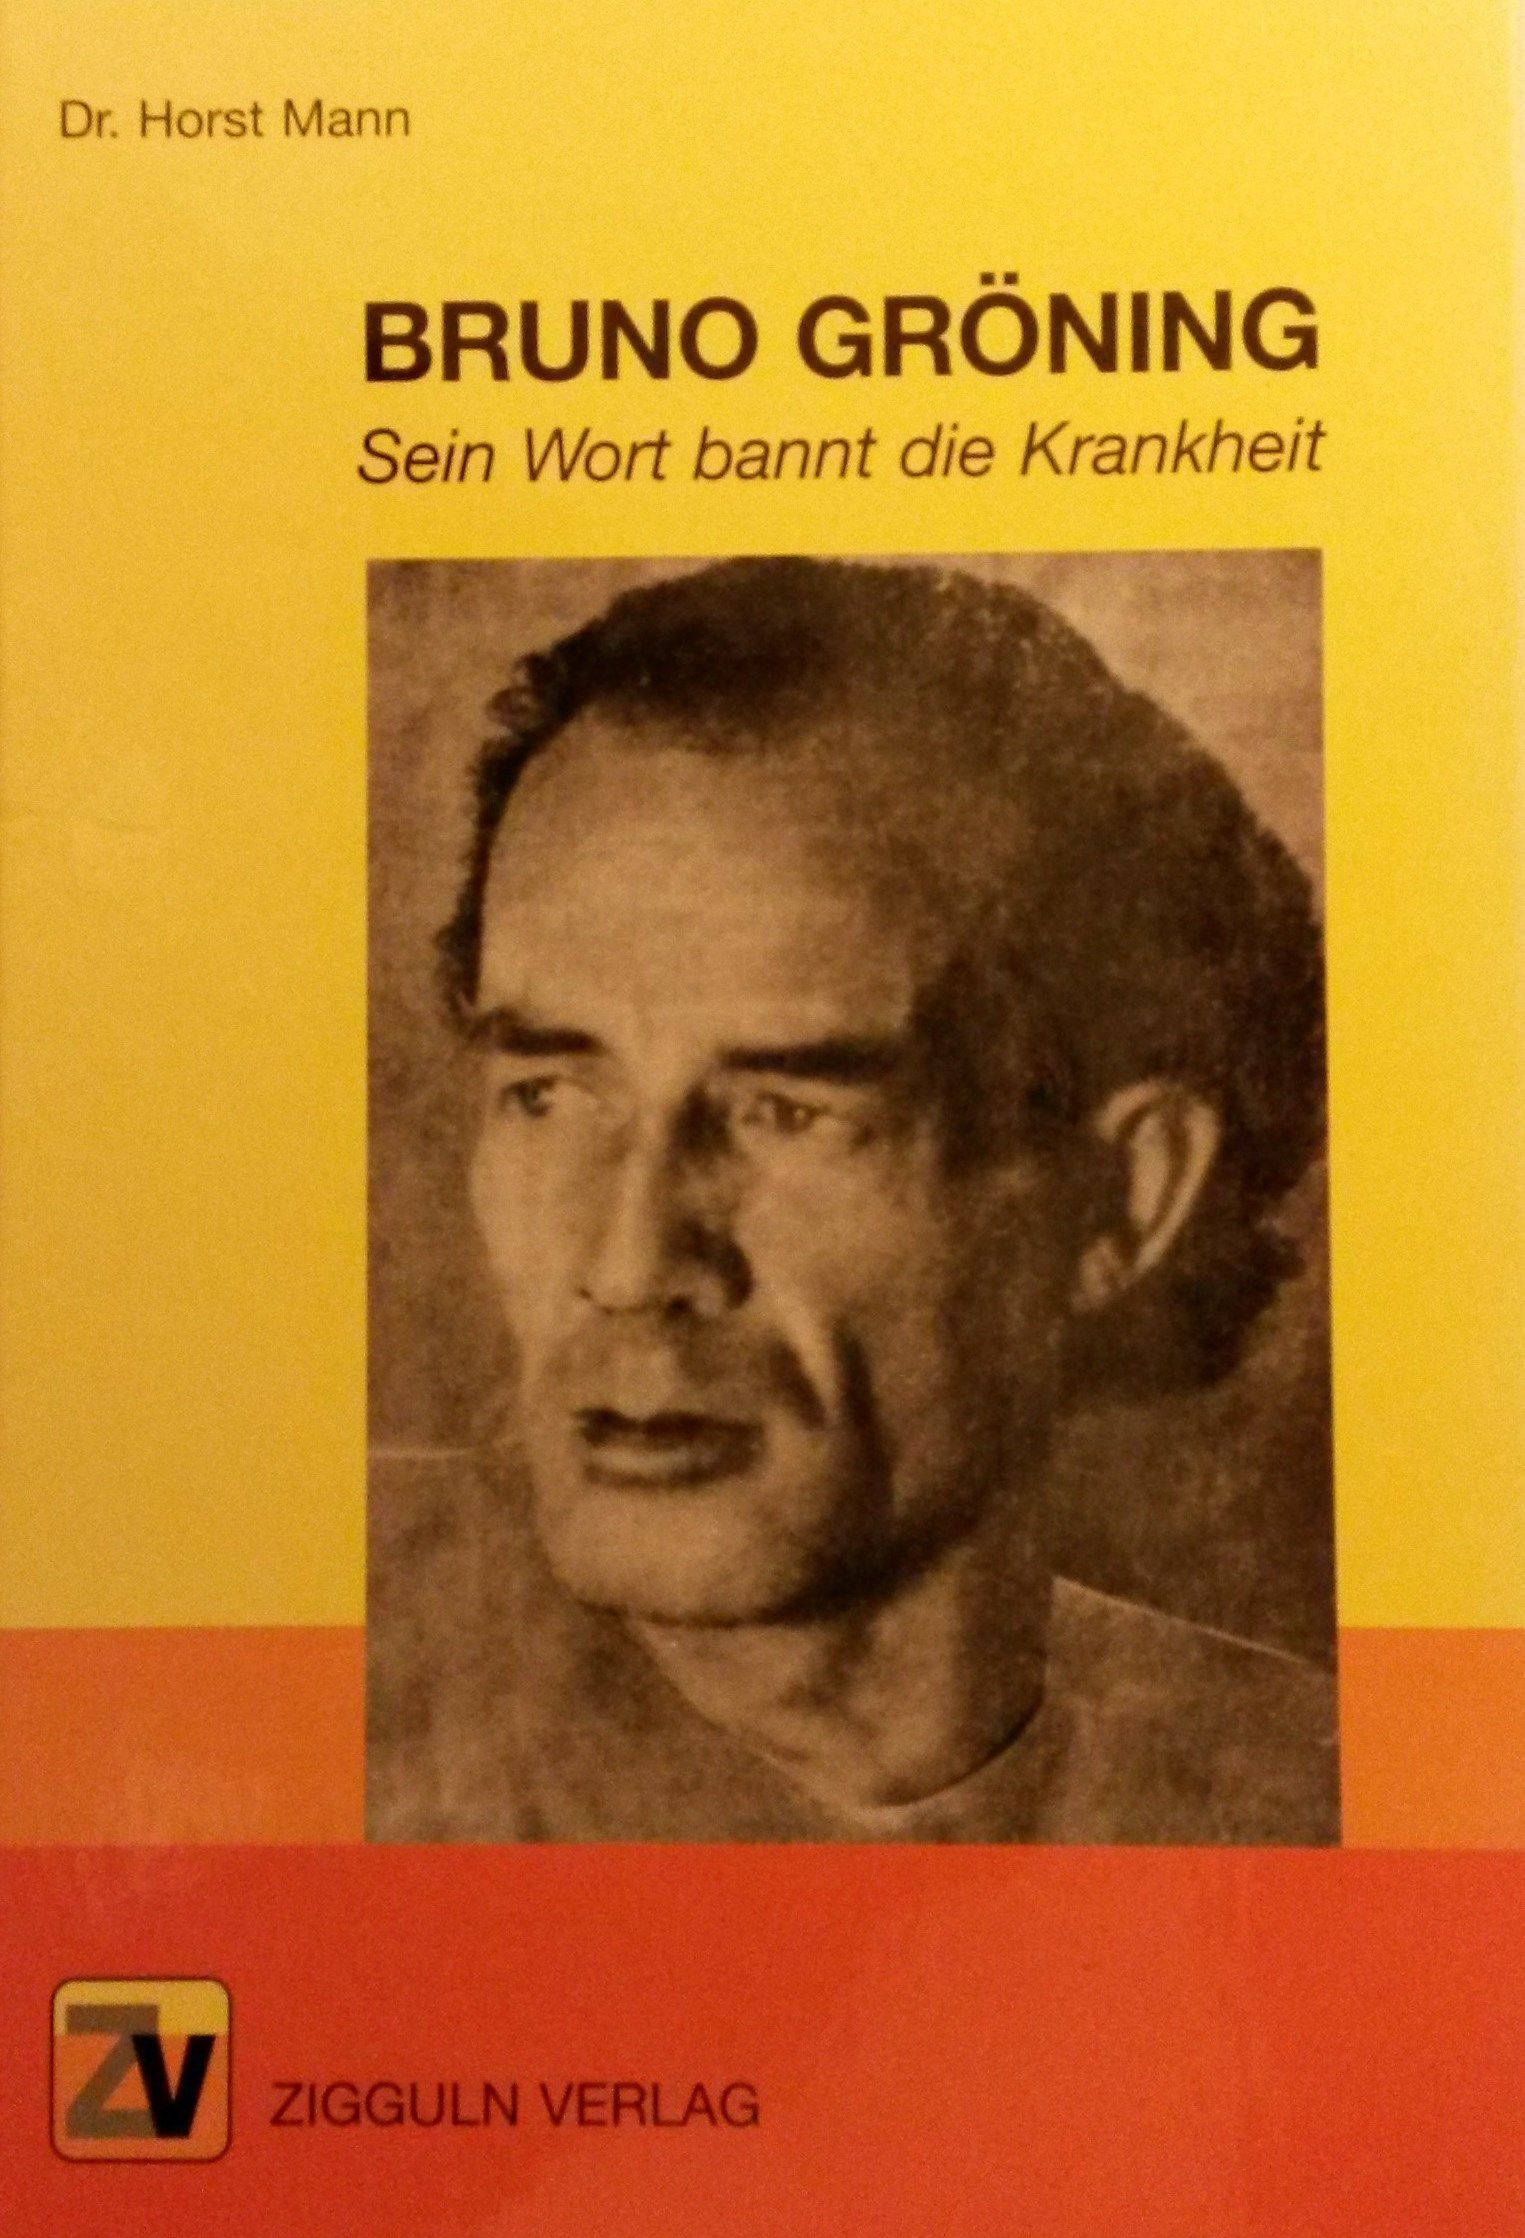 Dr. Horst Mann
BRUNO GRÖNING
Sein Wort bannt die Krankheit
ZV
ZIGGULN VERLAG